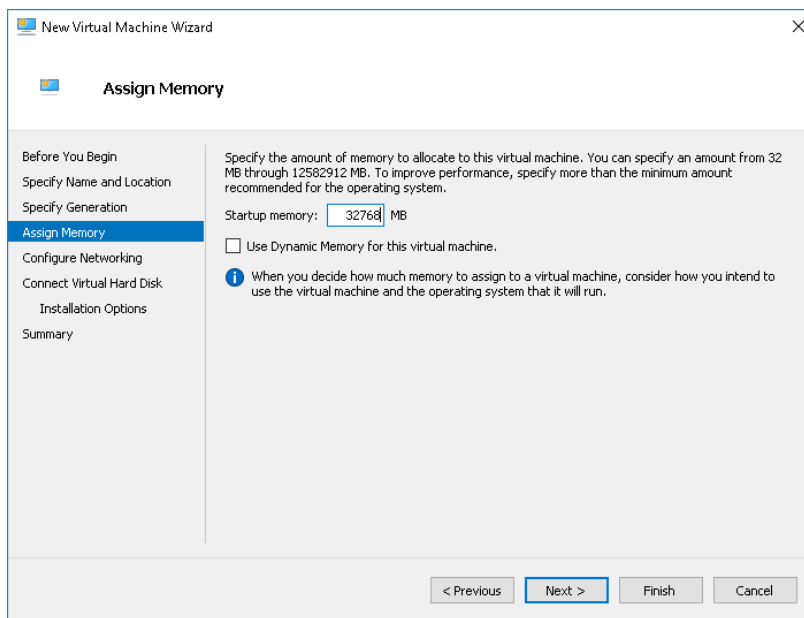 New Virtual Machine Wizard
Assign Memory
Before You Begin
Specify Name and Location
Specify Generation
Assign Memory
Configure Networking
Connect Virtual Hard Disk
Installation Options
Summary
Specify the amount of memory to allocate to this virtual machine. You can specify an amount from 32
MB through 12582912 MB. To improve performance, specify more than the minimum amount
recommended for the operating system.
Startup memory: 32768 MB
Use Dynamic Memory for this virtual machine.
When you decide how much memory to assign to a virtual machine, consider how you intend to
use the virtual machine and the operating system that it will run.
< Previous Next > Finish Cancel